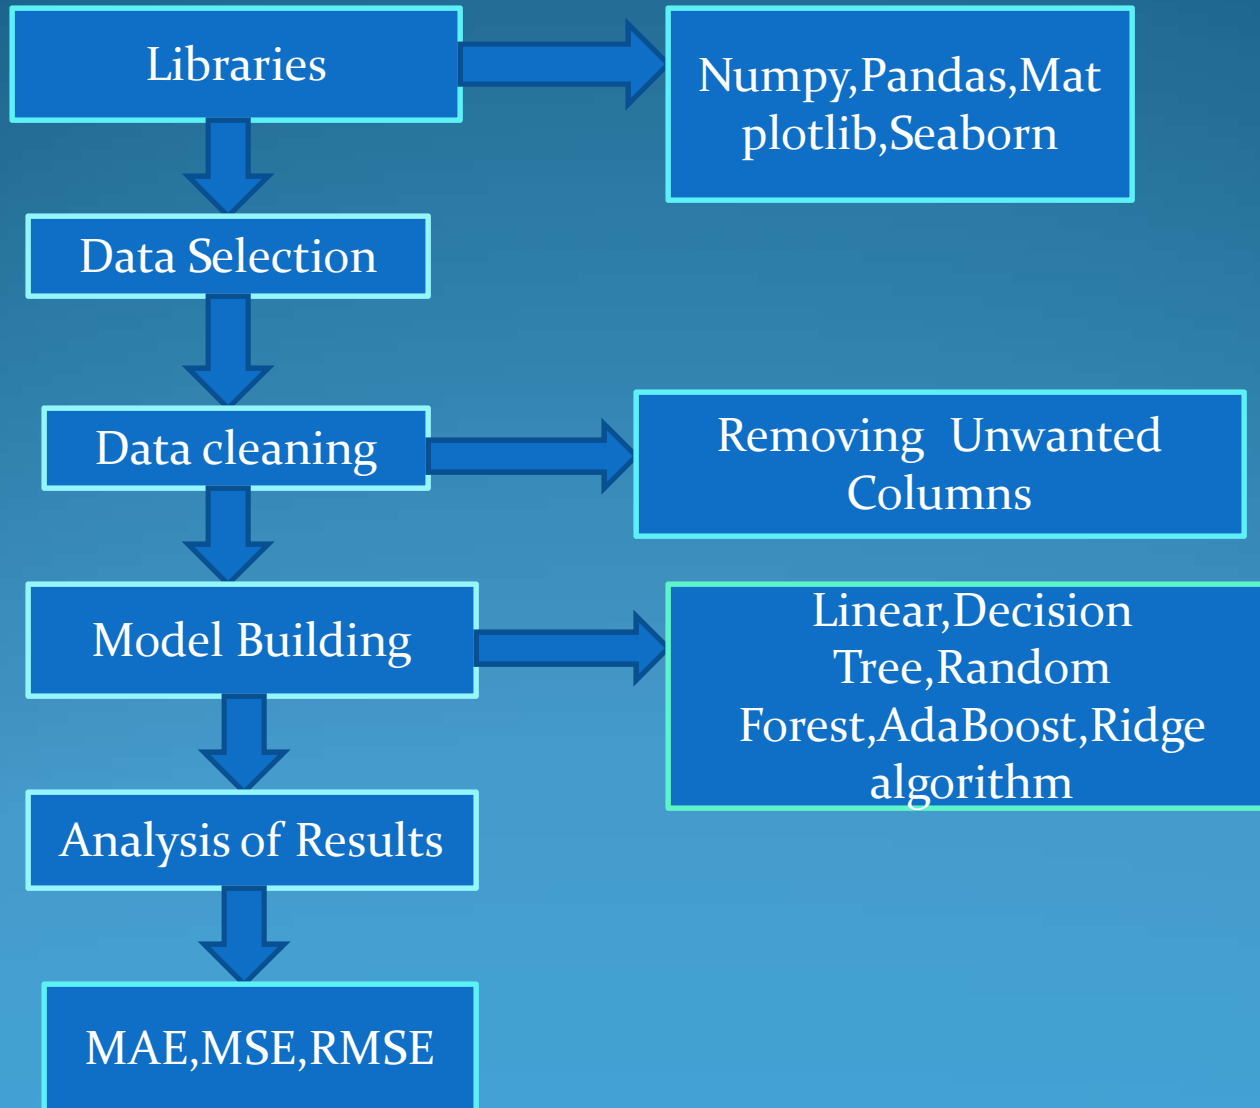 Libraries
Numpy,Pandas,Mat
plotlib,Seaborn
Data Selection
Data cleaning
Removing Unwanted
Columns
Model Building
Linear,Decision
Tree,Random
Forest,AdaBoost,Ridge
algorithm
Analysis of Results
MAE,MSE,RMSE